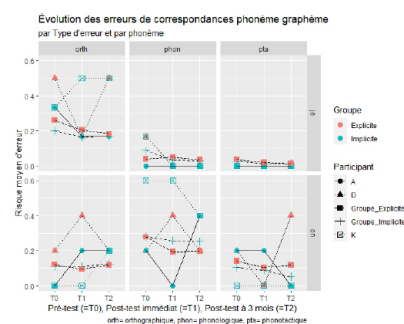 Évolution des erreurs de correspondances phonème graphème
par Type d'erreur et par phonème
orth phon pta
0.6
0.4
0.2
0.0
0.6
0.4
0.2
0.0
on
Risque moyen d'erreur
T0 T1 T2 T0 T1 T2 T0 T1 T2
Pré-test (=T0), Post-test immédiat (=T1), Post-test à 3 mois (=T2)
orth= orthographique, phon= phonologique, pta= phonotactique
Groupe
Explicite
Implicite
Participant
A
D
Groupe_Explicite
Groupe_Implicite
K